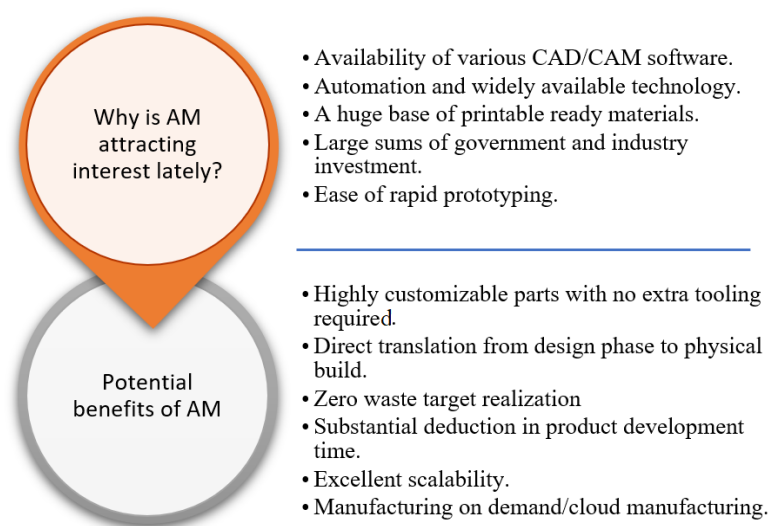 Why is AM
attracting
interest lately?
• Availability of various CAD/CAM software.
• Automation and widely available technology.
• A huge base of printable ready materials.
• Large sums of government and industry
investment.
• Ease of rapid prototyping.
Potential
benefits of AM
• Highly customizable parts with no extra tooling
required.
• Direct translation from design phase to physical
build.
• Zero waste target realization
• Substantial deduction in product development
time.
• Excellent scalability.
• Manufacturing on demand/cloud manufacturing.